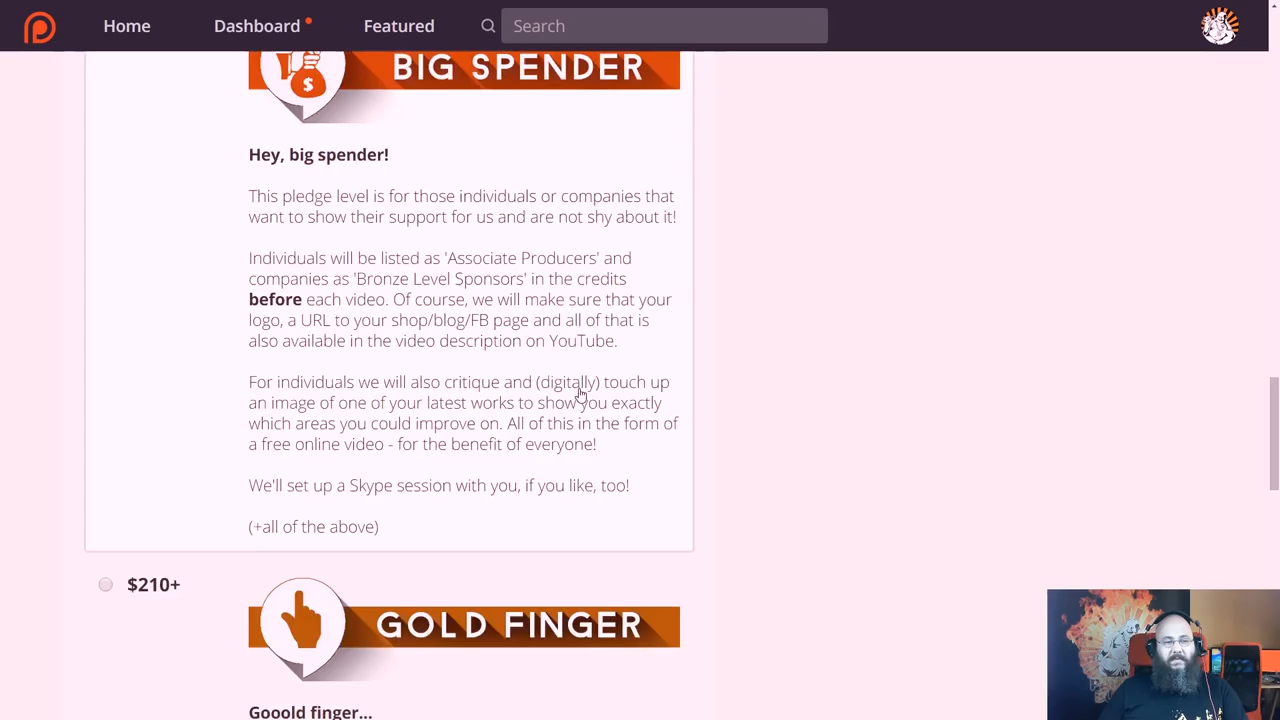 Home Dashboard Featured Search
BIG SPENDER
$
Hey, big spender!
This pledge level is for those individuals or companies that
want to show their support for us and are not shy about it!
Individuals will be listed as 'Associate Producers' and
companies as 'Bronze Level Sponsors' in the credits
before each video. Of course, we will make sure that your
logo, a URL to your shop/blog/FB page and all of that is
also available in the video description on YouTube.
For individuals we will also critique and (digitally) touch up
an image of one of your latest works to show you exactly
which areas you could improve on. All of this in the form of
a free online video - for the benefit of everyone!
We'll set up a Skype session with you, if you like, too!
(+all of the above)
$210+
GOLD FINGER
Gooold finger...